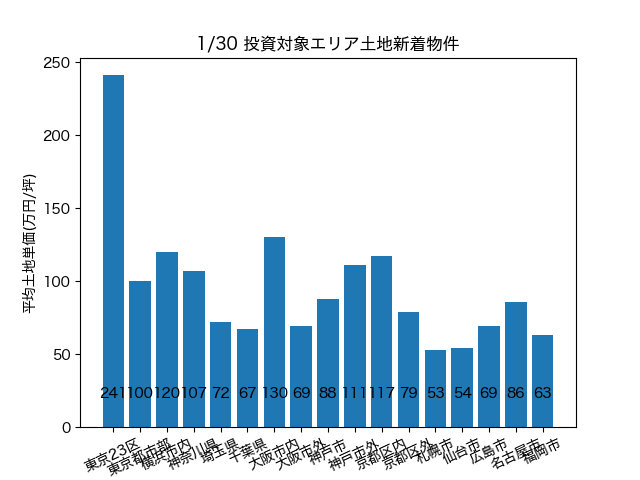 1/30 投資対象エリア土地新着物件
平均土地単価(万円/坪)
250
200
150
100
50
0
241 100 120 107 72 67 130 69 88 111 117 79 53 54 69 86 63
東京23区
東京都市部
横浜市内
神奈川県
埼玉県
千葉県
大阪市内
大阪市外
神戸市
神戸市外
京都区内
京都区外
札幌市
仙台市
広島市
名古屋市
福岡市